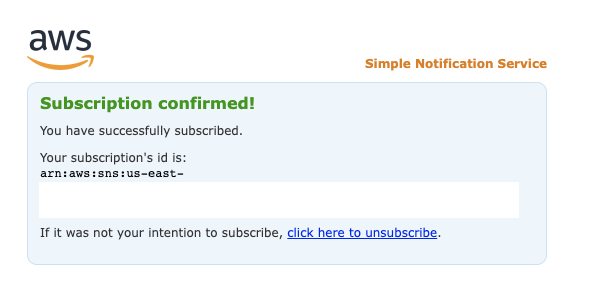 aws
Simple Notification Service
Subscription confirmed!
You have successfully subscribed.
Your subscription's id is:
arn:aws:sns:us-east-
If it was not your intention to subscribe, click here to unsubscribe.